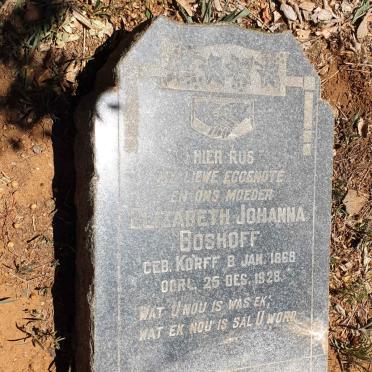 HIER RUS
MY LIEWE EGGENOTE
EN ONS MOEDER
ELIZABETH JOHANNA
BOSHOFF
GEB. KORFF 8 JAN. 1868
OORL. 25 DES. 1928.
WAT U NOU IS WAS EK;
WAT EK NOU IS SAL U WORD.